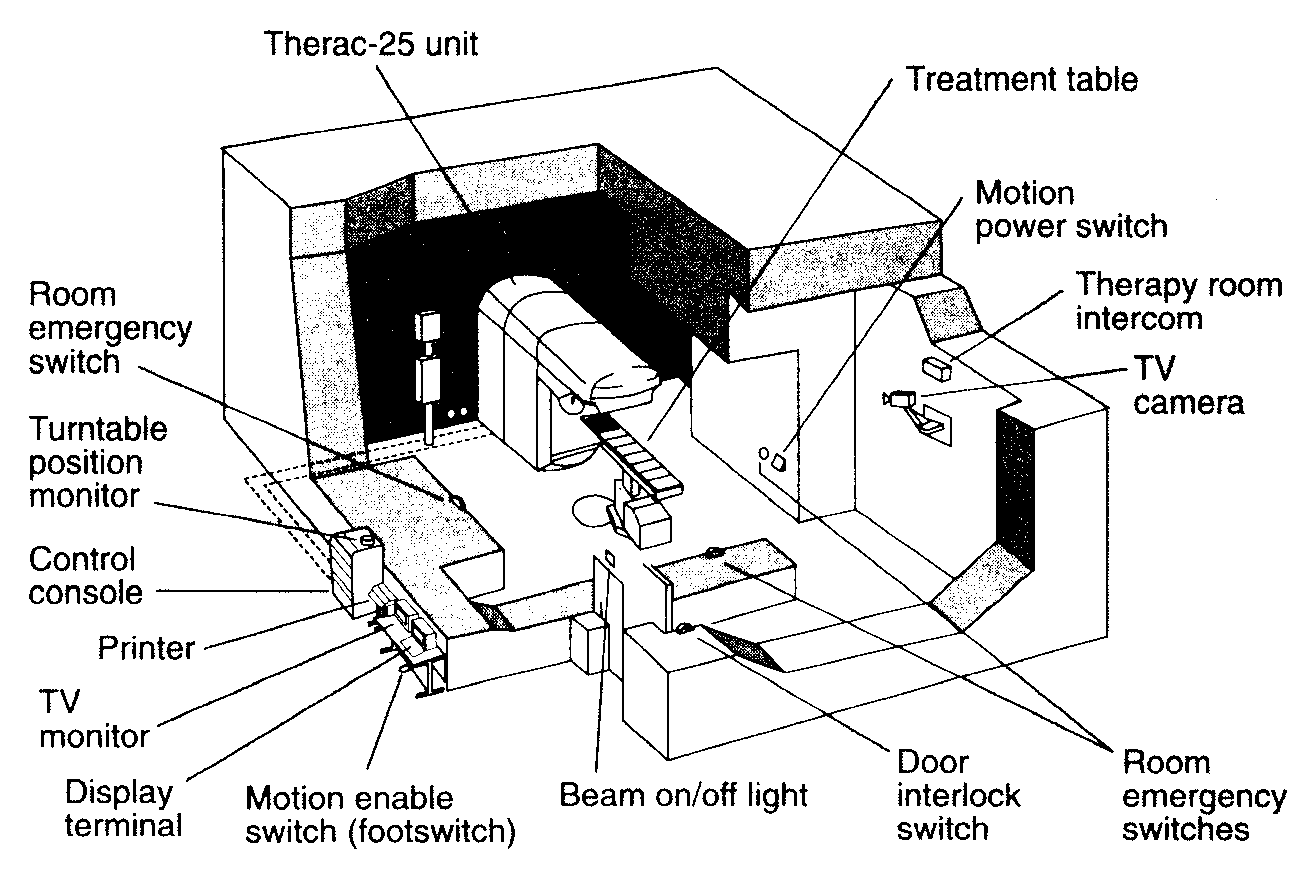 Therac-25 unit
Treatment table
Motion
power switch
Therapy room
intercom
TV
camera
Room
emergency
switch
Turntable
position
monitor
Control
console
Printer
TV
monitor
Display
terminal
Motion enable
switch (footswitch)
Beam on/off light
Door
interlock
switch
Room
emergency
switches